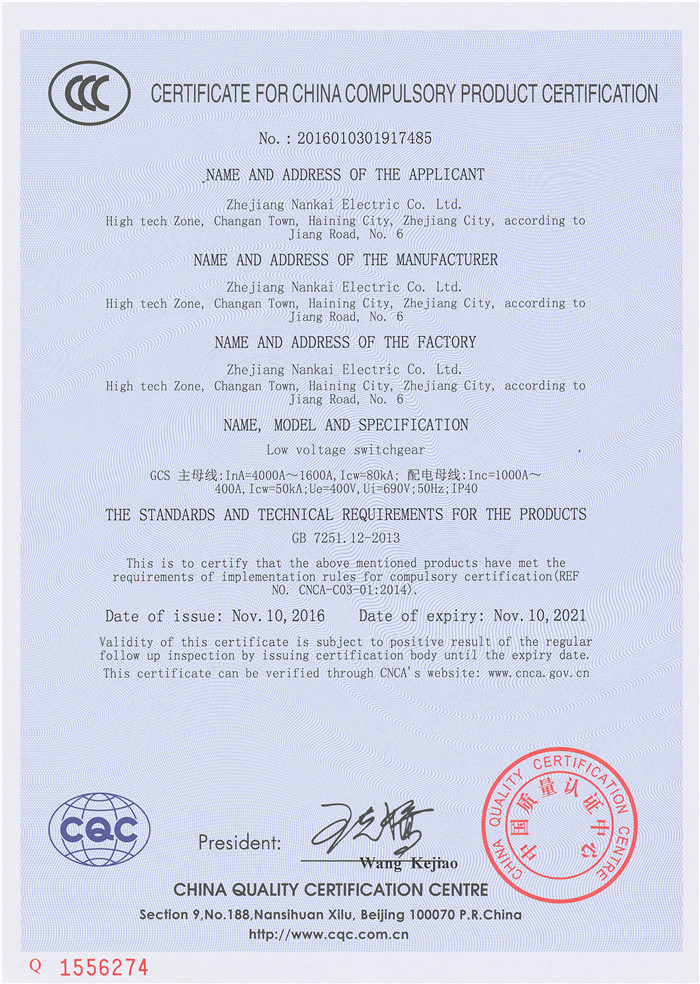 CCC
CERTIFICATE FOR CHINA COMPULSORY PRODUCT CERTIFICATION
No. : 2016010301917485
NAME AND ADDRESS OF THE APPLICANT
Zhejiang Nankai Electric Co. Ltd.
High tech Zone, Changan Town, Haining City, Zhejiang City, according to
Jiang Road, No. 6
NAME AND ADDRESS OF THE MANUFACTURER
Zhejiang Nankai Electric Co. Ltd.
High tech Zone, Changan Town, Haining City, Zhejiang City, according to
Jiang Road, No. 6
NAME AND ADDRESS OF THE FACTORY
Zhejiang Nankai Electric Co. Ltd.
High tech Zone, Changan Town, Haining City, Zhejiang City, according to
Jiang Road, No. 6
NAME, MODEL AND SPECIFICATION
Low voltage switchgear
GCS 主母线:InA=4000A～1600A,Icw=80kA; 配电母线:Inc=1000A～
400A,Icw=50kA;Ue=400V,Ui=690V;50Hz;IP40
THE STANDARDS AND TECHNICAL REQUIREMENTS FOR THE PRODUCTS
GB 7251.12-2013
This is to certify that the above mentioned products have met the
requirements of implementation rules for compulsory certification(REF
NO. CNCA-C03-01:2014).
Date of issue: Nov.10,2016 Date of expiry: Nov.10,2021
Validity of this certificate is subject to positive result of the regular
follow up inspection by issuing certification body until the expiry date.
This certificate can be verified through CNCA's website: www.cnca.gov.cn
CQC
President:
王克娇
Wang Kejiao
CHINA QUALITY CERTIFICATION CENTRE
中国质量认证中心
CHINA QUALITY CERTIFICATION CENTRE
Section 9,No.188,Nansihuan Xilu, Beijing 100070 P.R.China
http://www.cqc.com.cn
Q 1556274